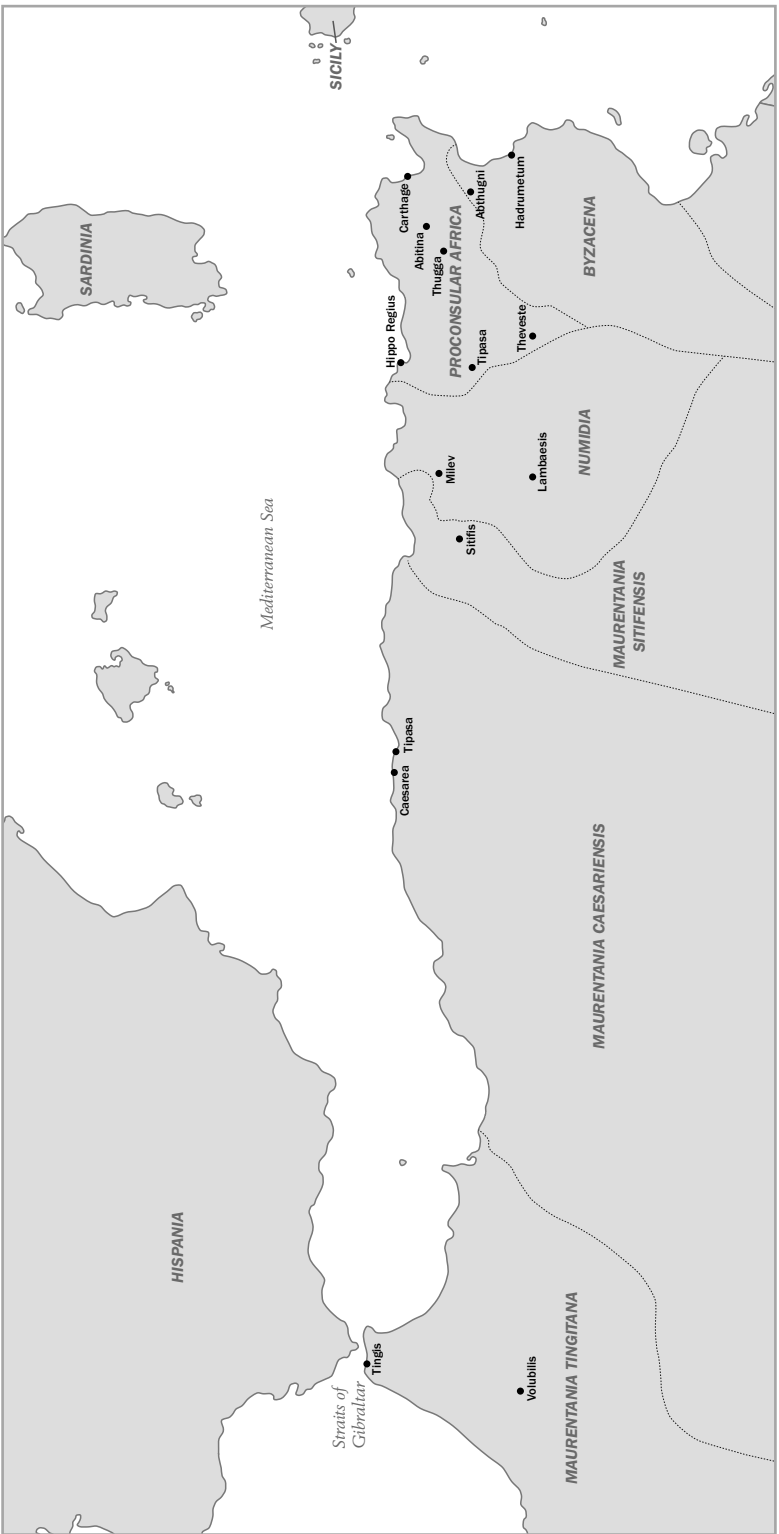 SICILY
SARDINIA
Carthage
Abitina
Thugga
Abthugni
Hadrumetum
PROCONSULAR AFRICA
BYZACENA
Hippo Regius
Tipasa
Theveste
Milev
Lambaesis
NUMIDIA
Sitifis
Mediterranean Sea
MAURENTANIA
SITIFENSIS
Tipasa
Caesarea
MAURENTANIA CAESARIENSIS
HISPANIA
Straits of
Gibraltar
Tingis
Volubilis
MAURENTANIA TINGITANA